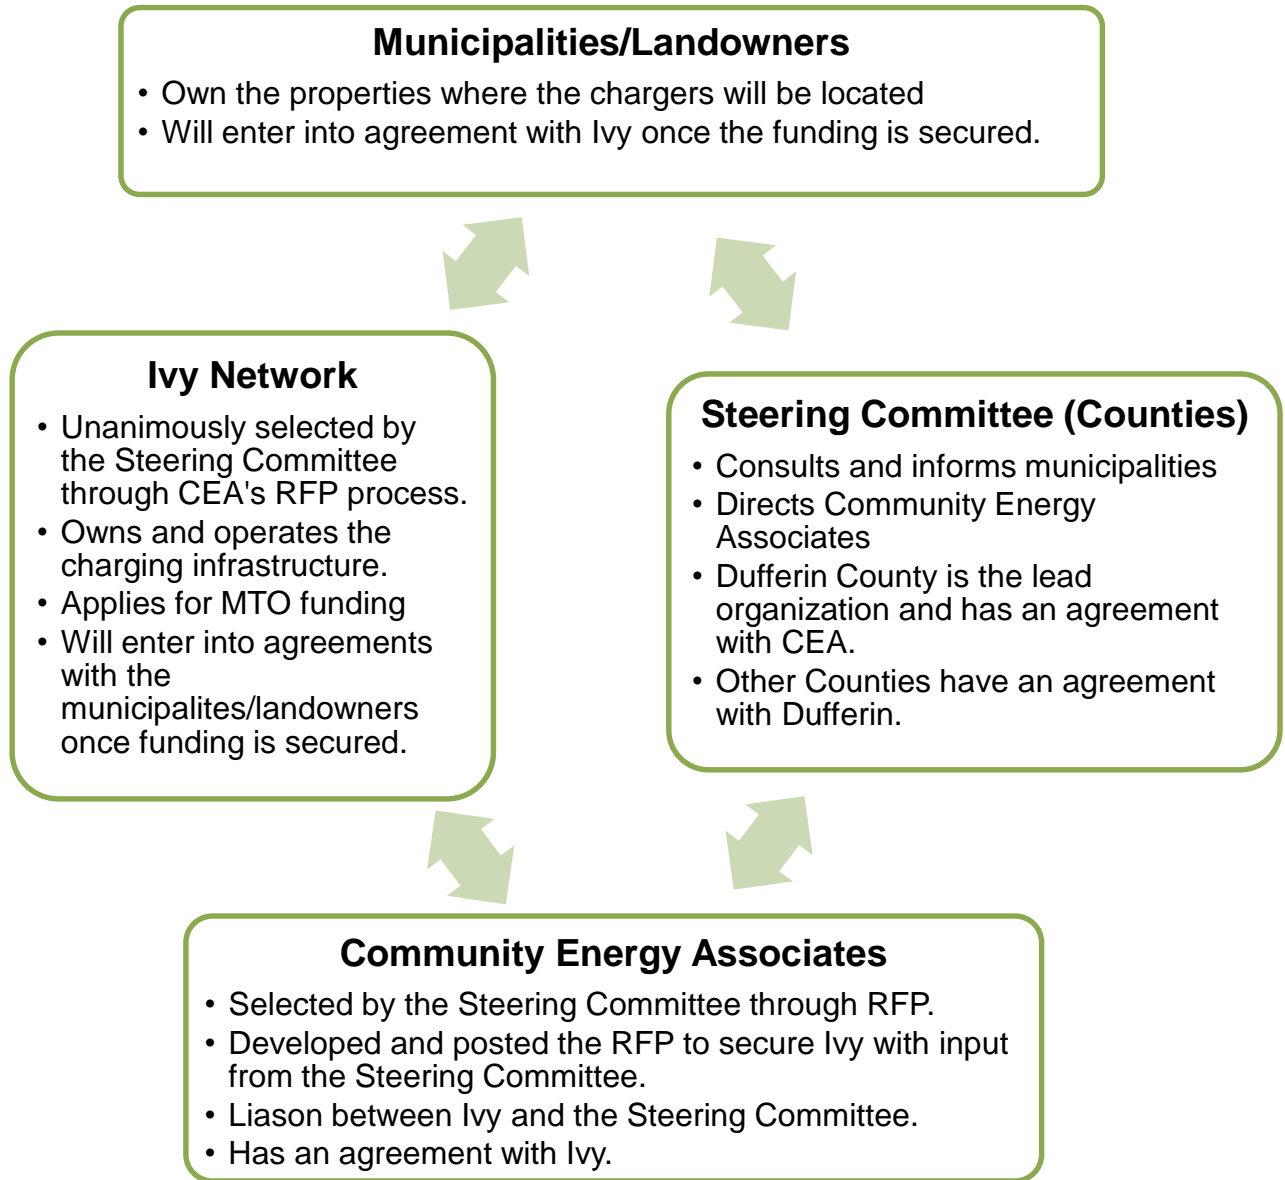 Municipalities/Landowners
• Own the properties where the chargers will be located
• Will enter into agreement with Ivy once the funding is secured.
Ivy Network
• Unanimously selected by
the Steering Committee
through CEA's RFP process.
• Owns and operates the
charging infrastructure.
• Applies for MTO funding
• Will enter into agreements
with the
municipalites/landowners
once funding is secured.
Steering Committee (Counties)
• Consults and informs municipalities
• Directs Community Energy
Associates
• Dufferin County is the lead
organization and has an agreement
with CEA.
• Other Counties have an agreement
with Dufferin.
Community Energy Associates
• Selected by the Steering Committee through RFP.
• Developed and posted the RFP to secure Ivy with input
from the Steering Committee.
• Liason between Ivy and the Steering Committee.
• Has an agreement with Ivy.